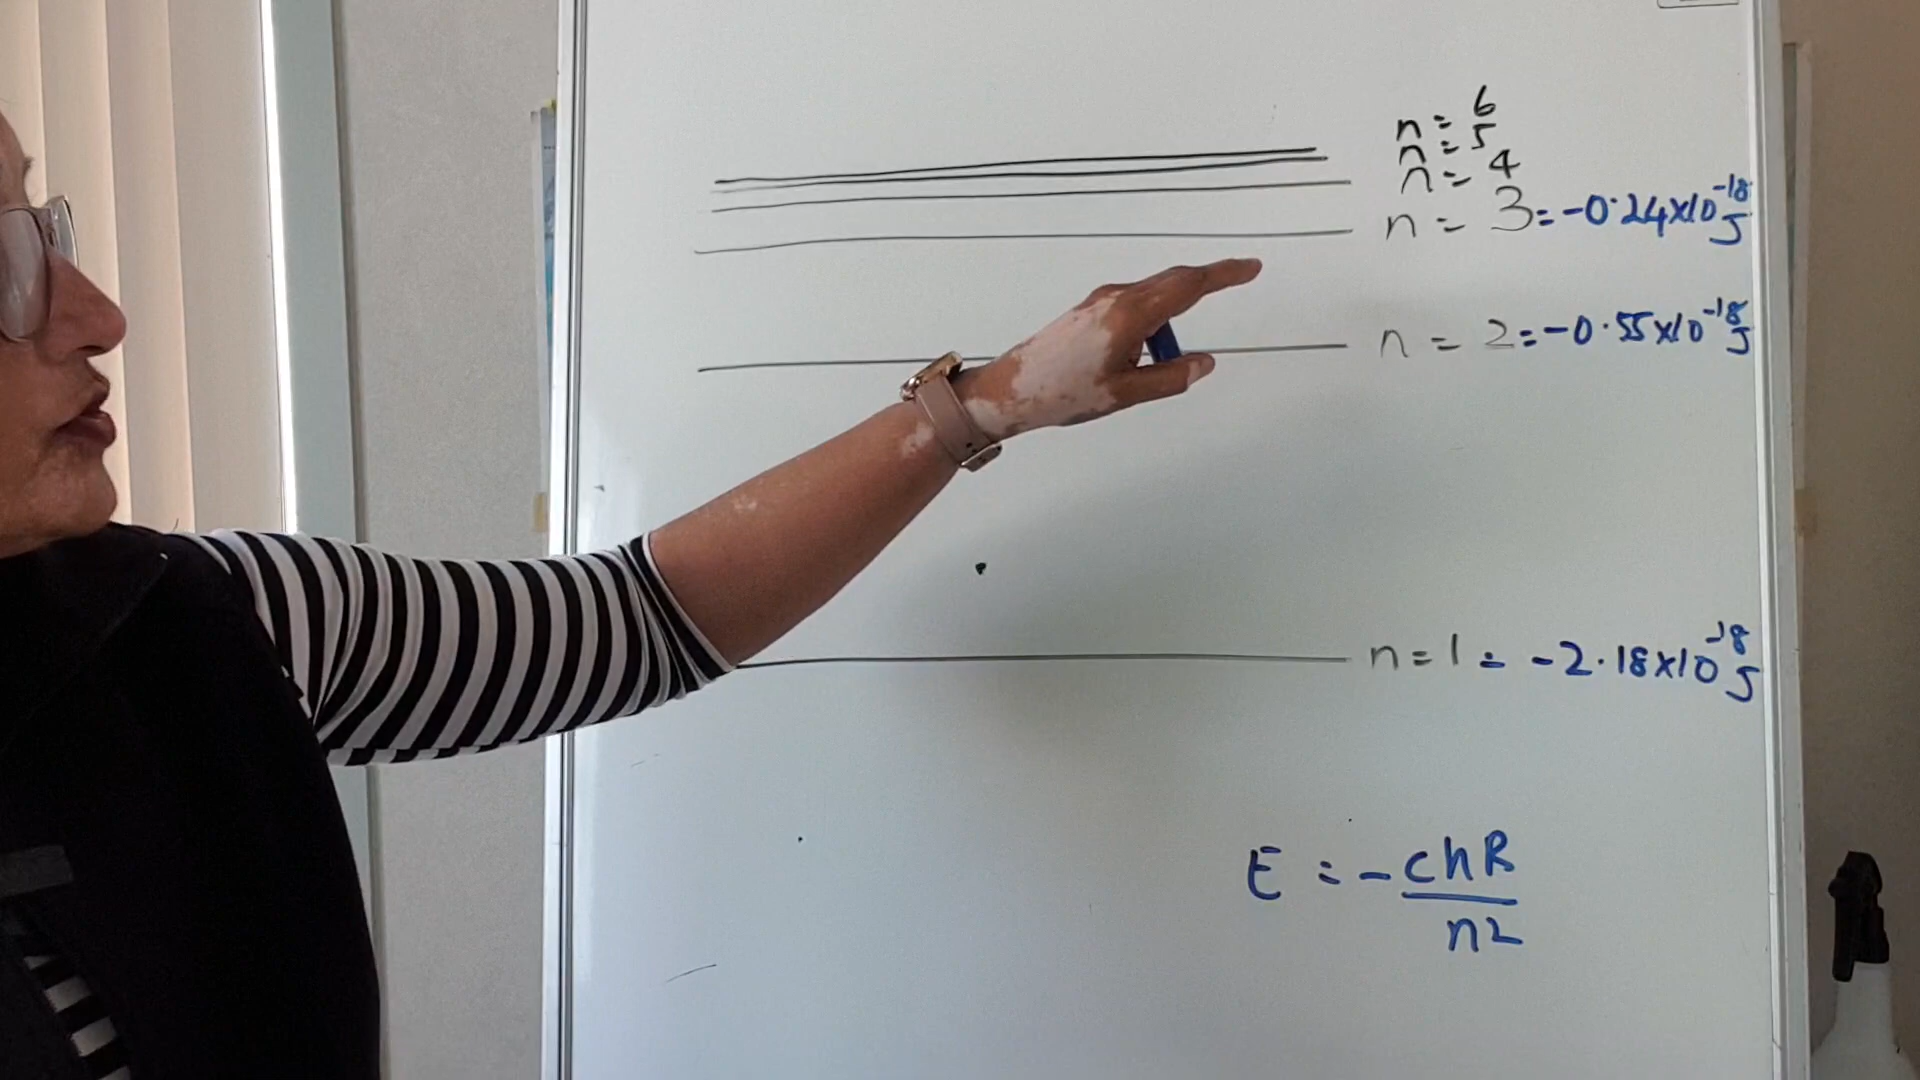 n = 6
n = 5
n = 4
n = 3 = -0.24x10^-18 J
n = 2 = -0.55x10^-18 J
n = 1 = -2.18x10^-18 J
E = -chR
n2